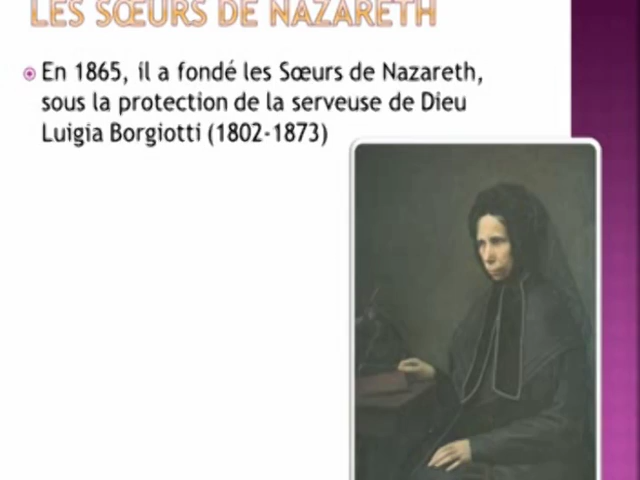 LES SŒURS DE NAZARETH
En 1865, il a fondé les Sœurs de Nazareth,
sous la protection de la serveuse de Dieu
Luigia Borgiotti (1802-1873)